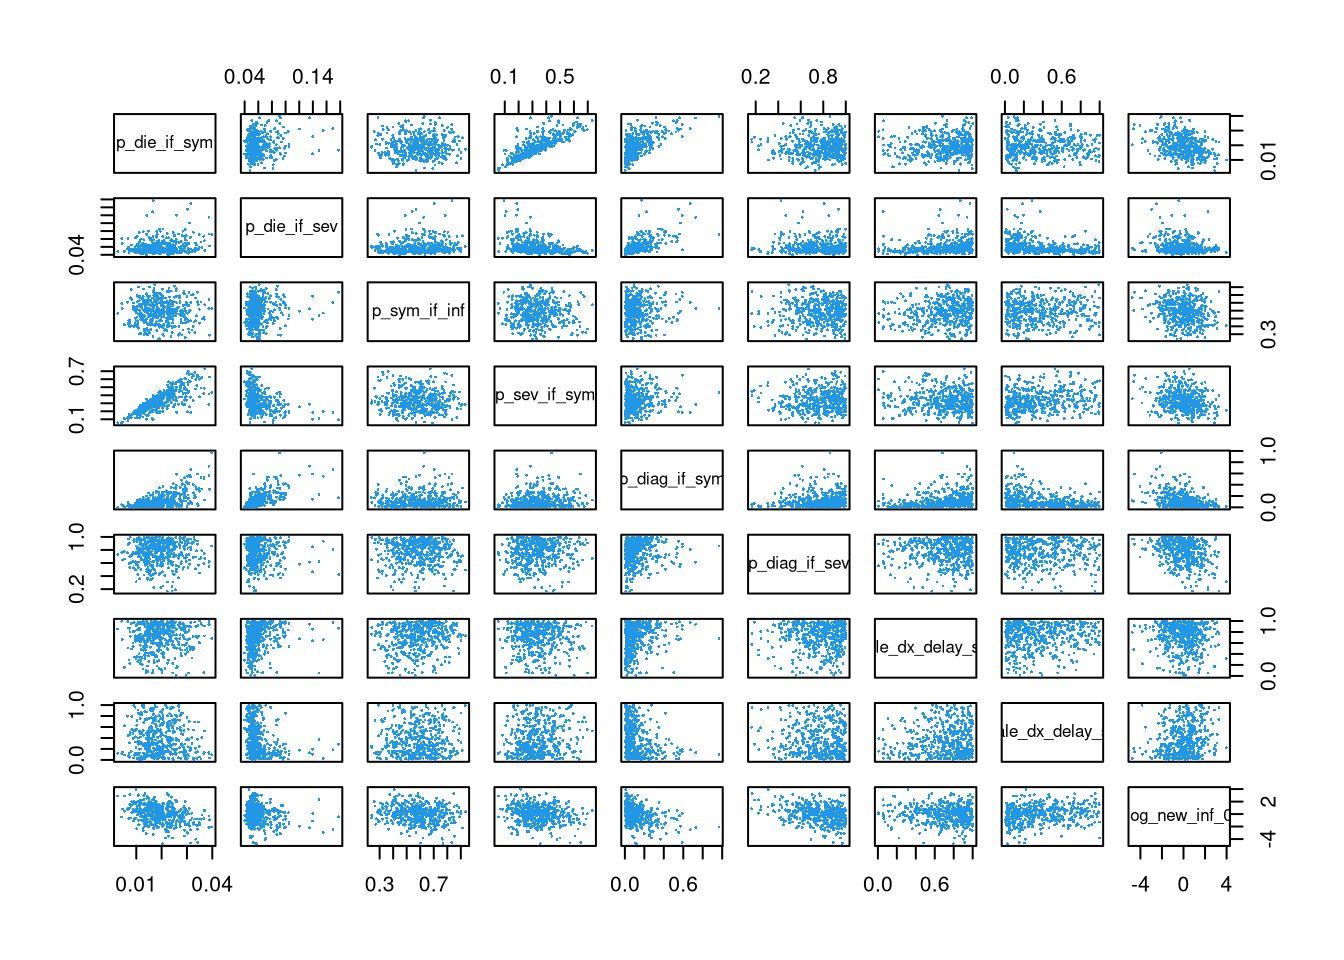 0.04 0.14 0.1 0.5 0.2 0.8 0.0 0.6
p_die_if_sym 0.01
0.04 p_die_if_sev
p_sym_if_inf 0.3
0.1 0.7 p_sev_if_sym
p_diag_if_sym 0.0 1.0
0.2 1.0 p_diag_if_sev
le_dx_delay_s 0.0 1.0
0.0 1.0 ale_dx_delay_
og_new_inf_0 -4 2
0.01 0.04 0.3 0.7 0.0 0.6 0.0 0.6 -4 0 4